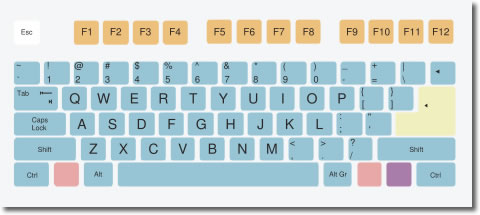 Esc F1 F2 F3 F4 F5 F6 F7 F8 F9 F10 F11 F12
~ ! @ # $ % ^ & * ( ) _ + |
` 1 2 3 4 5 6 7 8 9 0 - = \
Tab Q W E R T Y U I O P { }
[ ]
Caps Lock A S D F G H J K L : "
; '
Shift Z X C V B N M < > ? Shift
, . /
Ctrl Alt Alt Gr Ctrl